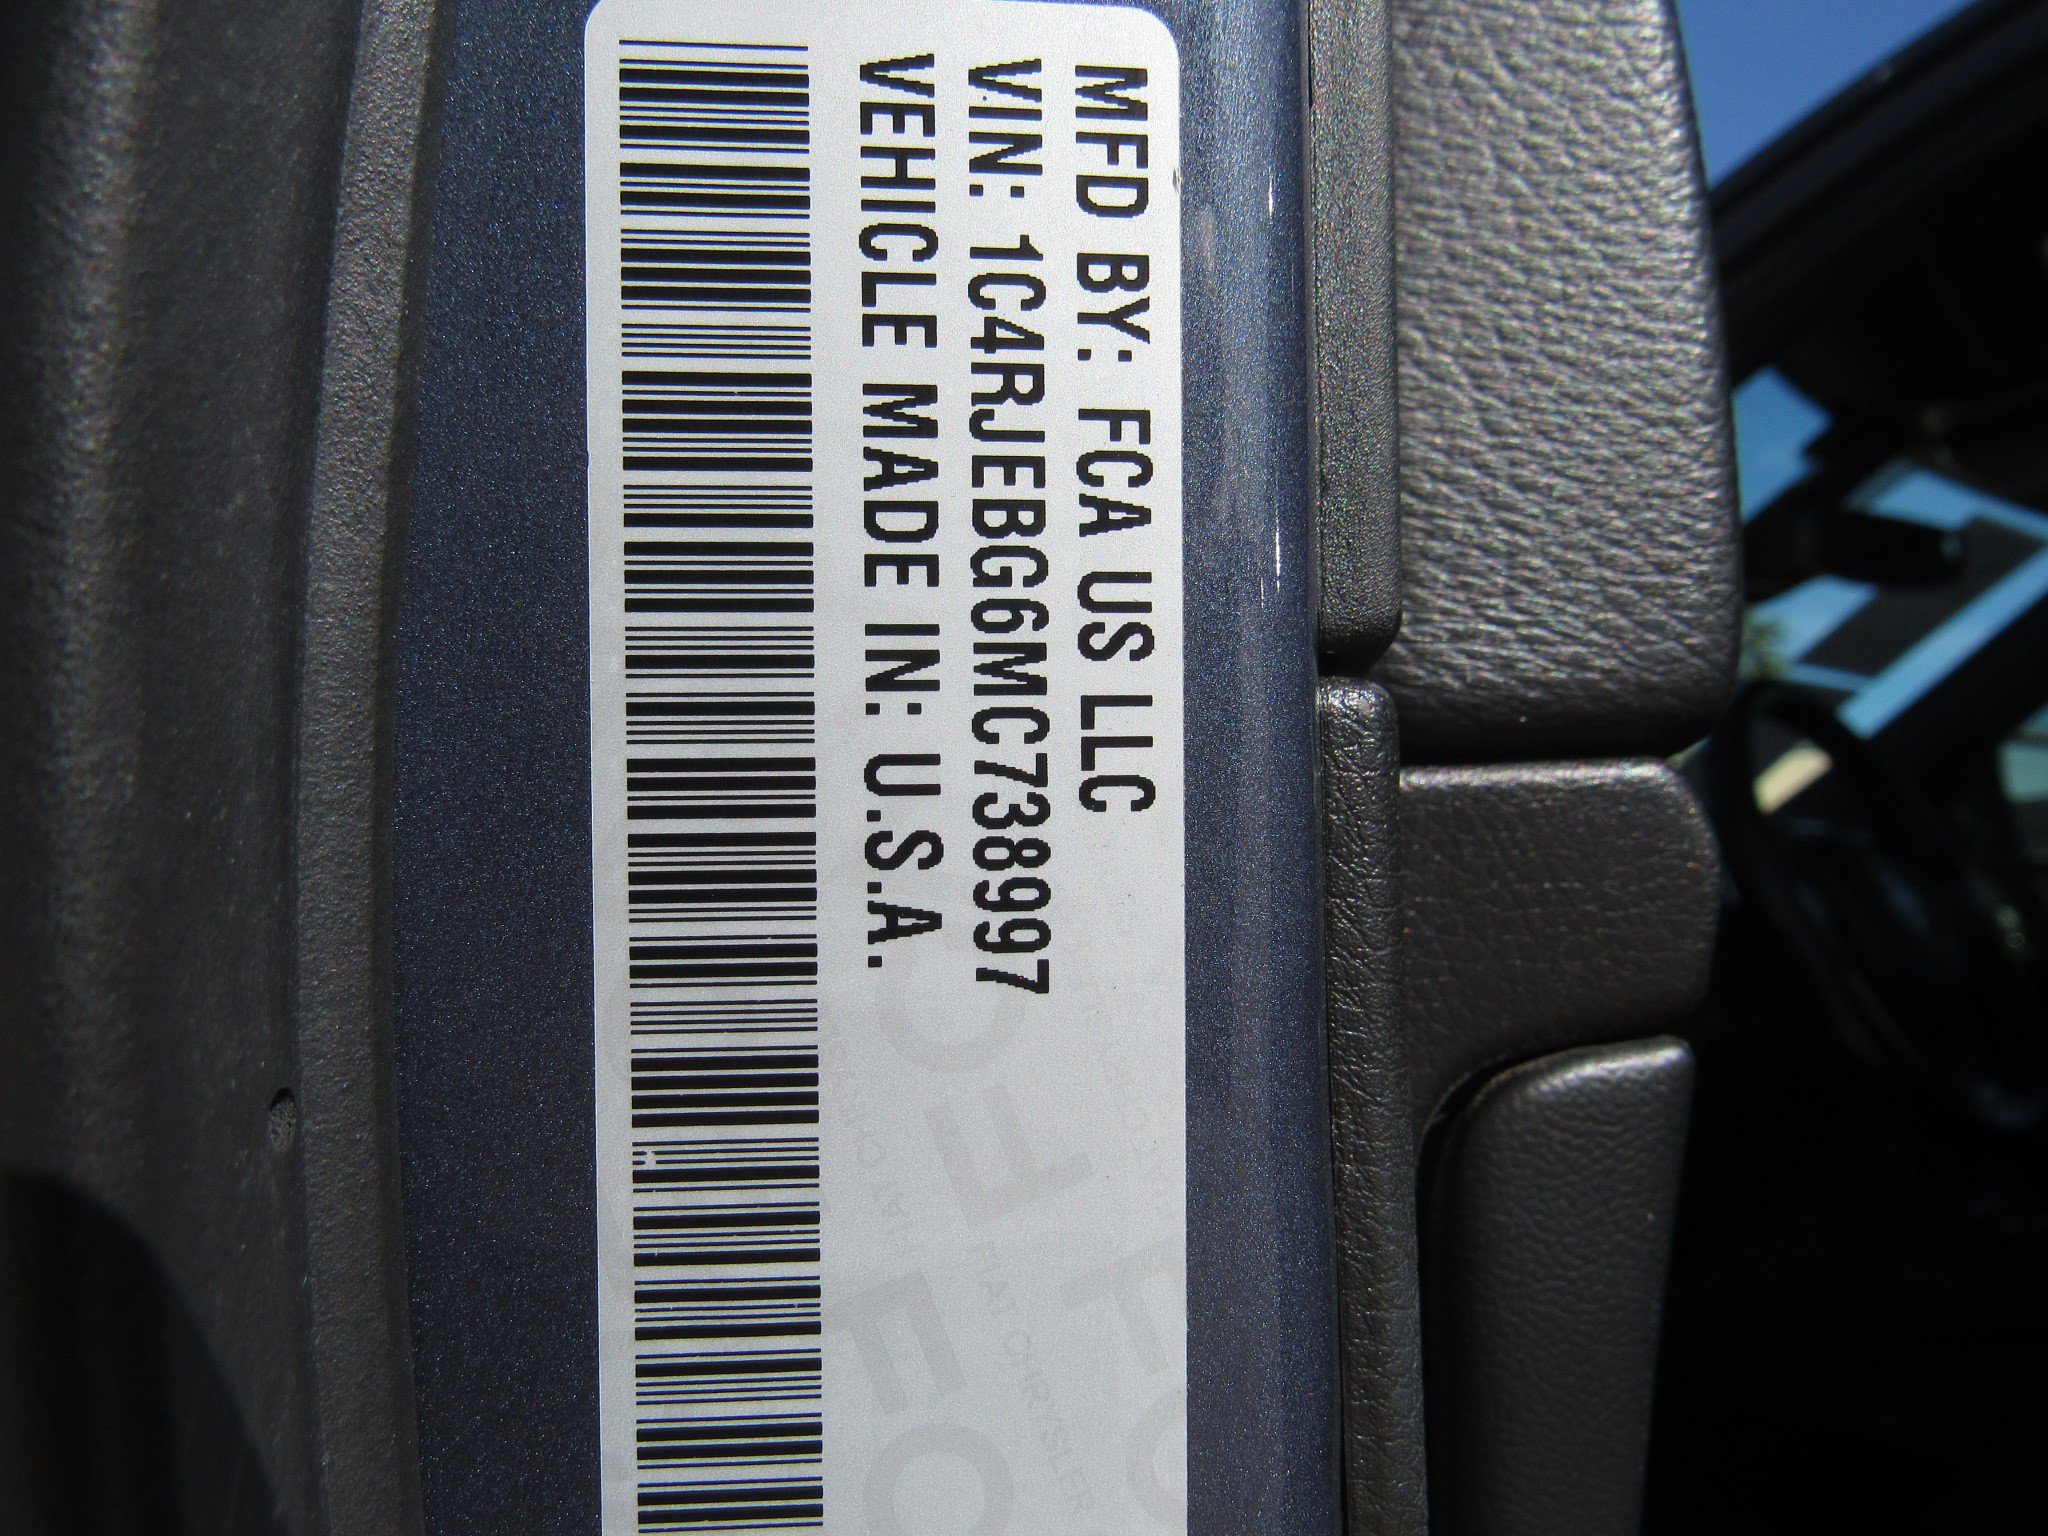 MFD BY: FCA US LLC
VIN: 1C4RJEBG6MC738997
VEHICLE MADE IN: U.S.A.